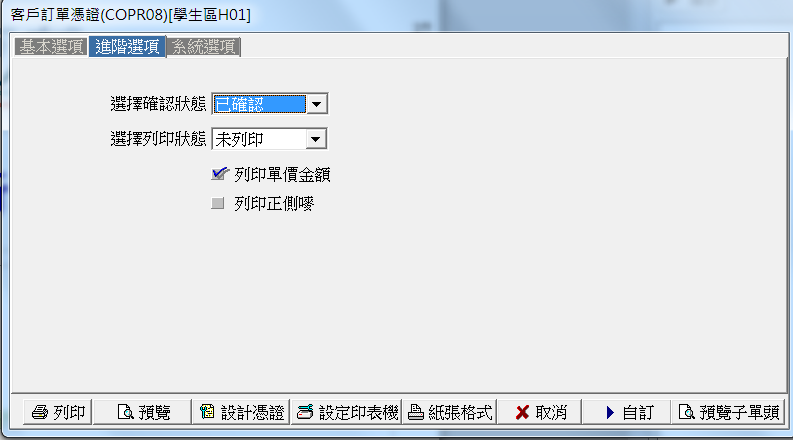 客戶訂單憑證(COPR08)[學生區H01]
基本選項 進階選項 系統選項
選擇確認狀態 已確認
選擇列印狀態 未列印
列印單價金額
列印正側嘜
列印 預覽 設計憑證 設定印表機 紙張格式 取消 自訂 預覽子單頭